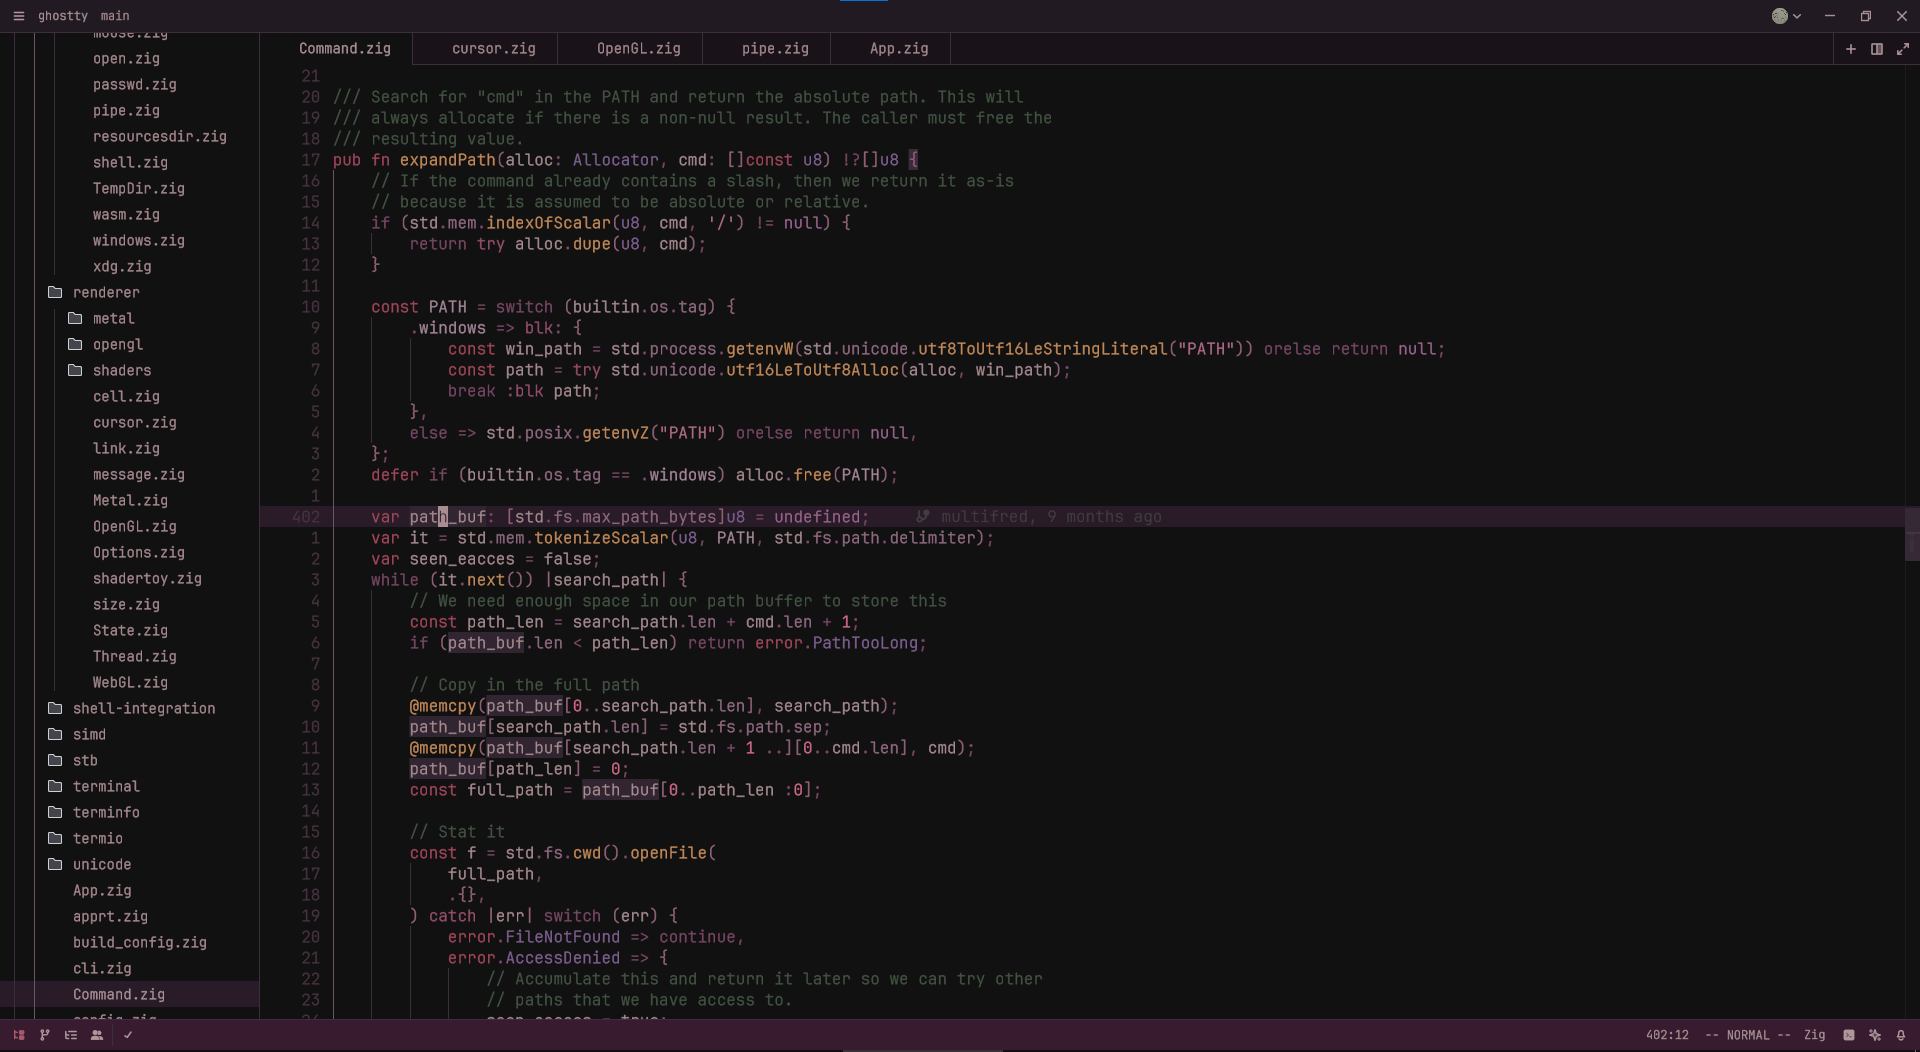 ghostty main
mouse.zig
open.zig
passwd.zig
pipe.zig
resourcesdir.zig
shell.zig
TempDir.zig
wasm.zig
windows.zig
xdg.zig
renderer
metal
opengl
shaders
cell.zig
cursor.zig
link.zig
message.zig
Metal.zig
OpenGL.zig
Options.zig
shadertoy.zig
size.zig
State.zig
Thread.zig
WebGL.zig
shell-integration
simd
stb
terminal
terminfo
termio
unicode
App.zig
apprt.zig
build_config.zig
cli.zig
Command.zig
config.zig
Command.zig cursor.zig OpenGL.zig pipe.zig App.zig
21
20 /// Search for "cmd" in the PATH and return the absolute path. This will
19 /// always allocate if there is a non-null result. The caller must free the
18 /// resulting value.
17 pub fn expandPath(alloc: Allocator, cmd: []const u8) !?[]u8 {
16     // If the command already contains a slash, then we return it as-is
15     // because it is assumed to be absolute or relative.
14     if (std.mem.indexOfScalar(u8, cmd, '/') != null) {
13         return try alloc.dupe(u8, cmd);
12     }
11
10     const PATH = switch (builtin.os.tag) {
9         .windows => blk: {
8             const win_path = std.process.getenvW(std.unicode.utf8ToUtf16LeStringLiteral("PATH")) orelse return null;
7             const path = try std.unicode.utf16LeToUtf8Alloc(alloc, win_path);
6             break :blk path;
5         },
4         else => std.posix.getenvZ("PATH") orelse return null,
3     };
2     defer if (builtin.os.tag == .windows) alloc.free(PATH);
1
402     var path_buf: [std.fs.max_path_bytes]u8 = undefined; multifred, 9 months ago
1     var it = std.mem.tokenizeScalar(u8, PATH, std.fs.path.delimiter);
2     var seen_eacces = false;
3     while (it.next()) |search_path| {
4         // We need enough space in our path buffer to store this
5         const path_len = search_path.len + cmd.len + 1;
6         if (path_buf.len < path_len) return error.PathTooLong;
7
8         // Copy in the full path
9         @memcpy(path_buf[0..search_path.len], search_path);
10         path_buf[search_path.len] = std.fs.path.sep;
11         @memcpy(path_buf[search_path.len + 1 ..][0..cmd.len], cmd);
12         path_buf[path_len] = 0;
13         const full_path = path_buf[0..path_len :0];
14
15         // Stat it
16         const f = std.fs.cwd().openFile(
17             full_path,
18             .{},
19         ) catch |err| switch (err) {
20             error.FileNotFound => continue,
21             error.AccessDenied => {
22                 // Accumulate this and return it later so we can try other
23                 // paths that we have access to.
24                 seen_eacces = true;
402:12 -- NORMAL -- Zig